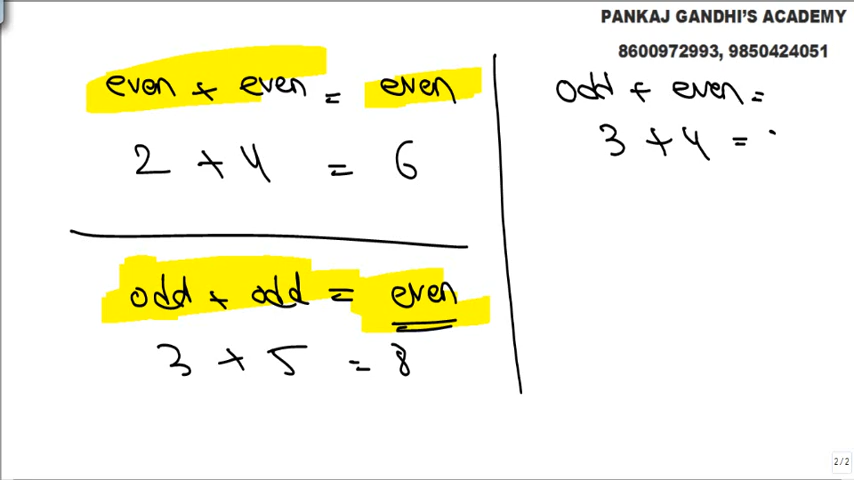 PANKAJ GANDHI'S ACADEMY
8600972993, 9850424051
even + even = even
2 + 4 = 6
odd + odd = even
3 + 5 = 8
odd + even =
3 + 4 =
2/2